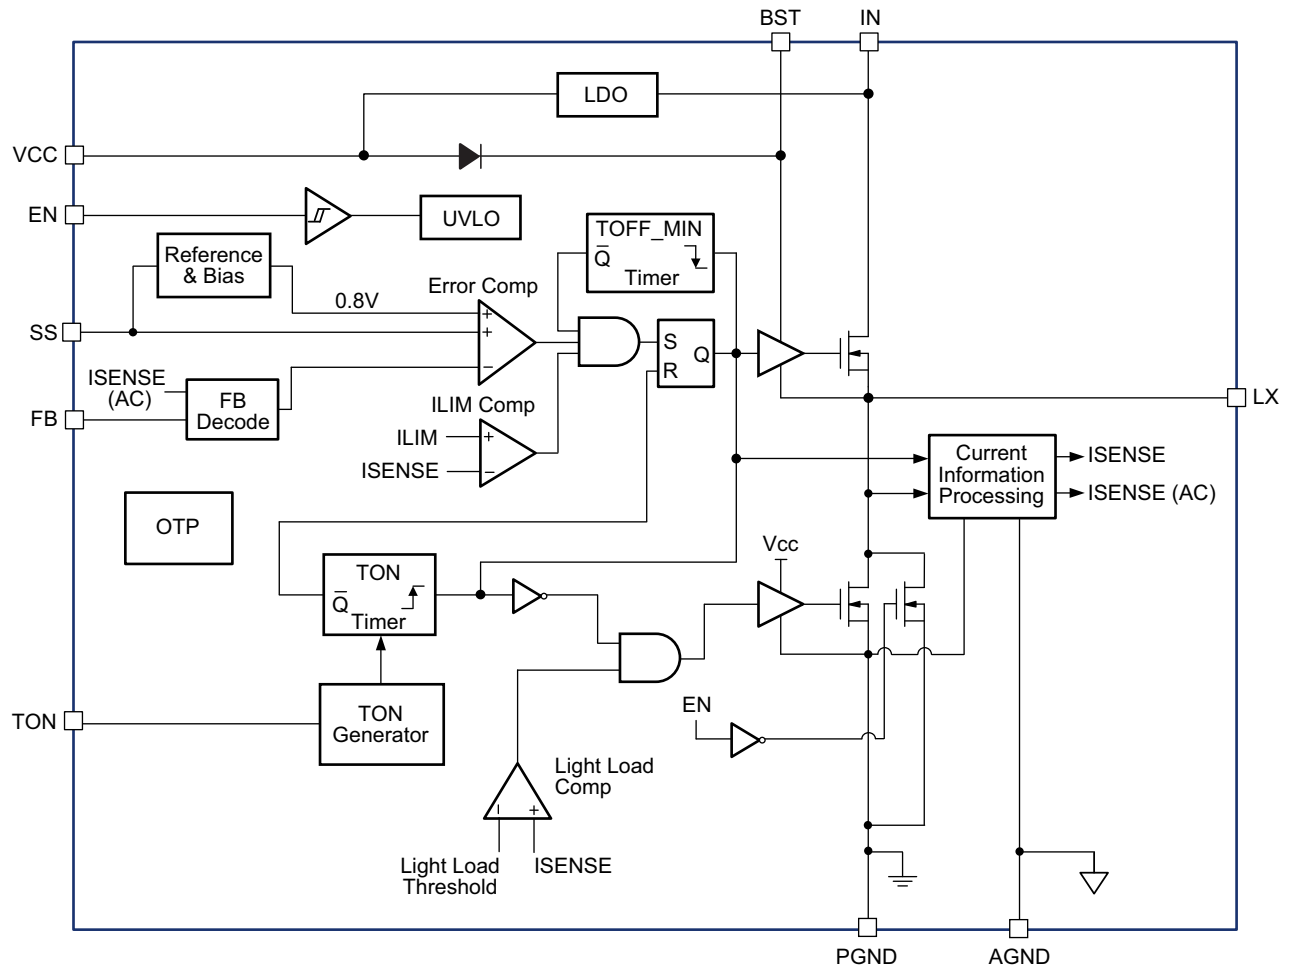 BST
IN
LDO
VCC
EN
UVLO
TOFF_MIN
Q̅
Timer
Reference
& Bias
0.8V
Error Comp
+
+
−
SS
S
R
Q
ISENSE
(AC)
FB
Decode
FB
ILIM Comp
ILIM
+
ISENSE
−
LX
Current
Information
Processing
ISENSE
ISENSE (AC)
OTP
Vcc
TON
Q̅
Timer
TON
TON
Generator
EN
Light Load
Comp
−
+
Light Load
Threshold
ISENSE
PGND
AGND